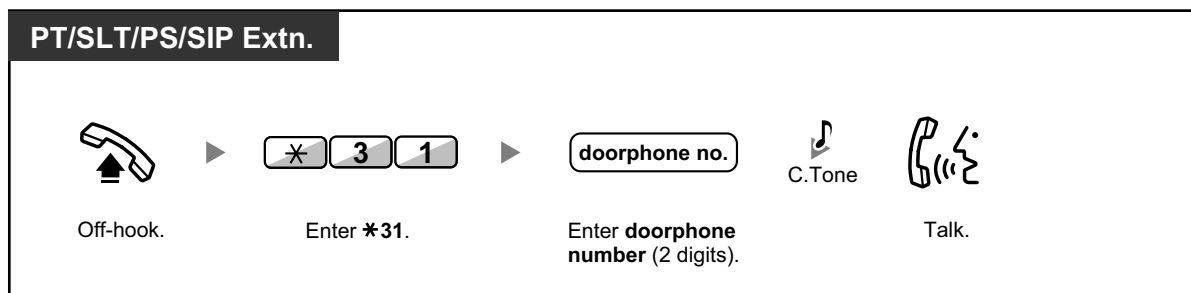 PT/SLT/PS/SIP Extn.
* 3 1
doorphone no.
C.Tone
Off-hook.
Enter *31.
Enter doorphone
number (2 digits).
Talk.